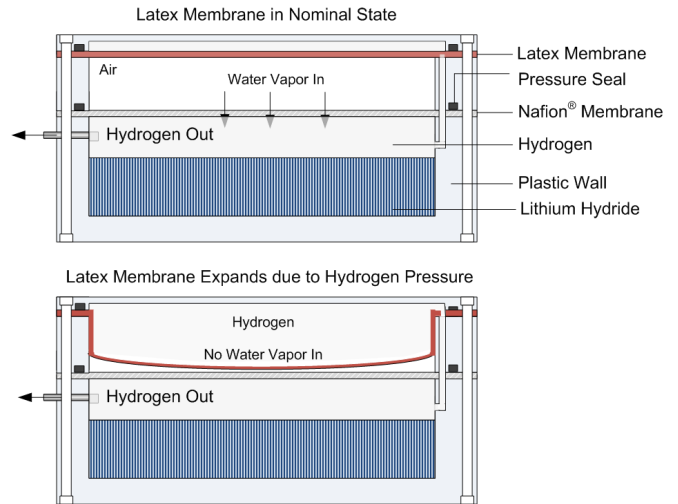 Latex Membrane in Nominal State
Latex Membrane
Air
Water Vapor In
Pressure Seal
Nafion® Membrane
Hydrogen Out
Hydrogen
Plastic Wall
Lithium Hydride
Latex Membrane Expands due to Hydrogen Pressure
Hydrogen
No Water Vapor In
Hydrogen Out